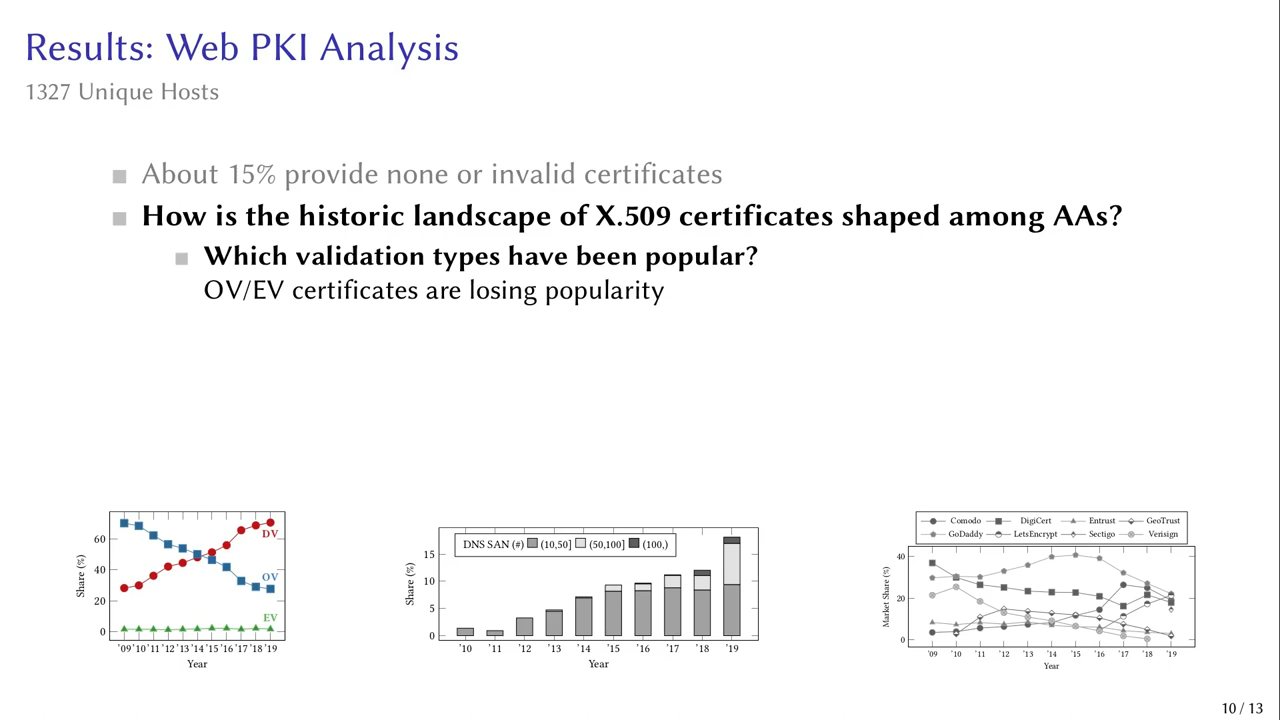 Results: Web PKI Analysis
1327 Unique Hosts
About 15% provide none or invalid certificates
How is the historic landscape of X.509 certificates shaped among AAs?
Which validation types have been popular?
OV/EV certificates are losing popularity
Share (%)
60
40
20
0
DV
OV
EV
'09 '10 '11 '12 '13 '14 '15 '16 '17 '18 '19
Year
Share (%)
15
10
5
0
DNS SAN (#) (10,50] (50,100] (100,)
'10 '11 '12 '13 '14 '15 '16 '17 '18 '19
Year
Comodo DigiCert Entrust GeoTrust
GoDaddy LetsEncrypt Sectigo Verisign
Market Share (%)
40
20
0
'09 '10 '11 '12 '13 '14 '15 '16 '17 '18 '19
Year
10 / 13